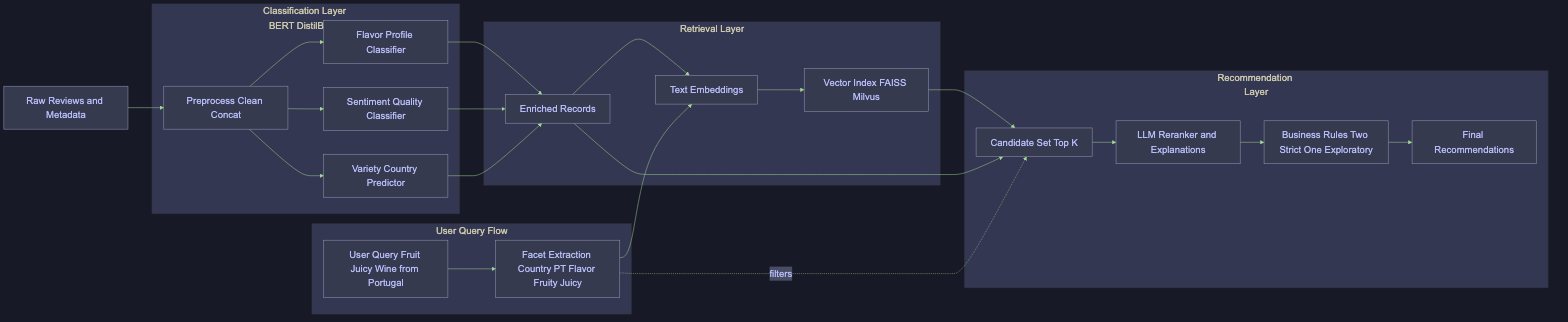 Classification Layer
BERT DistilB
Raw Reviews and
Metadata
Preprocess Clean
Concat
Flavor Profile
Classifier
Sentiment Quality
Classifier
Variety Country
Predictor
Retrieval Layer
Enriched Records
Text Embeddings
Vector Index FAISS
Milvus
User Query Flow
User Query Fruit
Juicy Wine from
Portugal
Facet Extraction
Country PT Flavor
Fruity Juicy
filters
Recommendation
Layer
Candidate Set Top K
LLM Reranker and
Explanations
Business Rules Two
Strict One Exploratory
Final
Recommendations